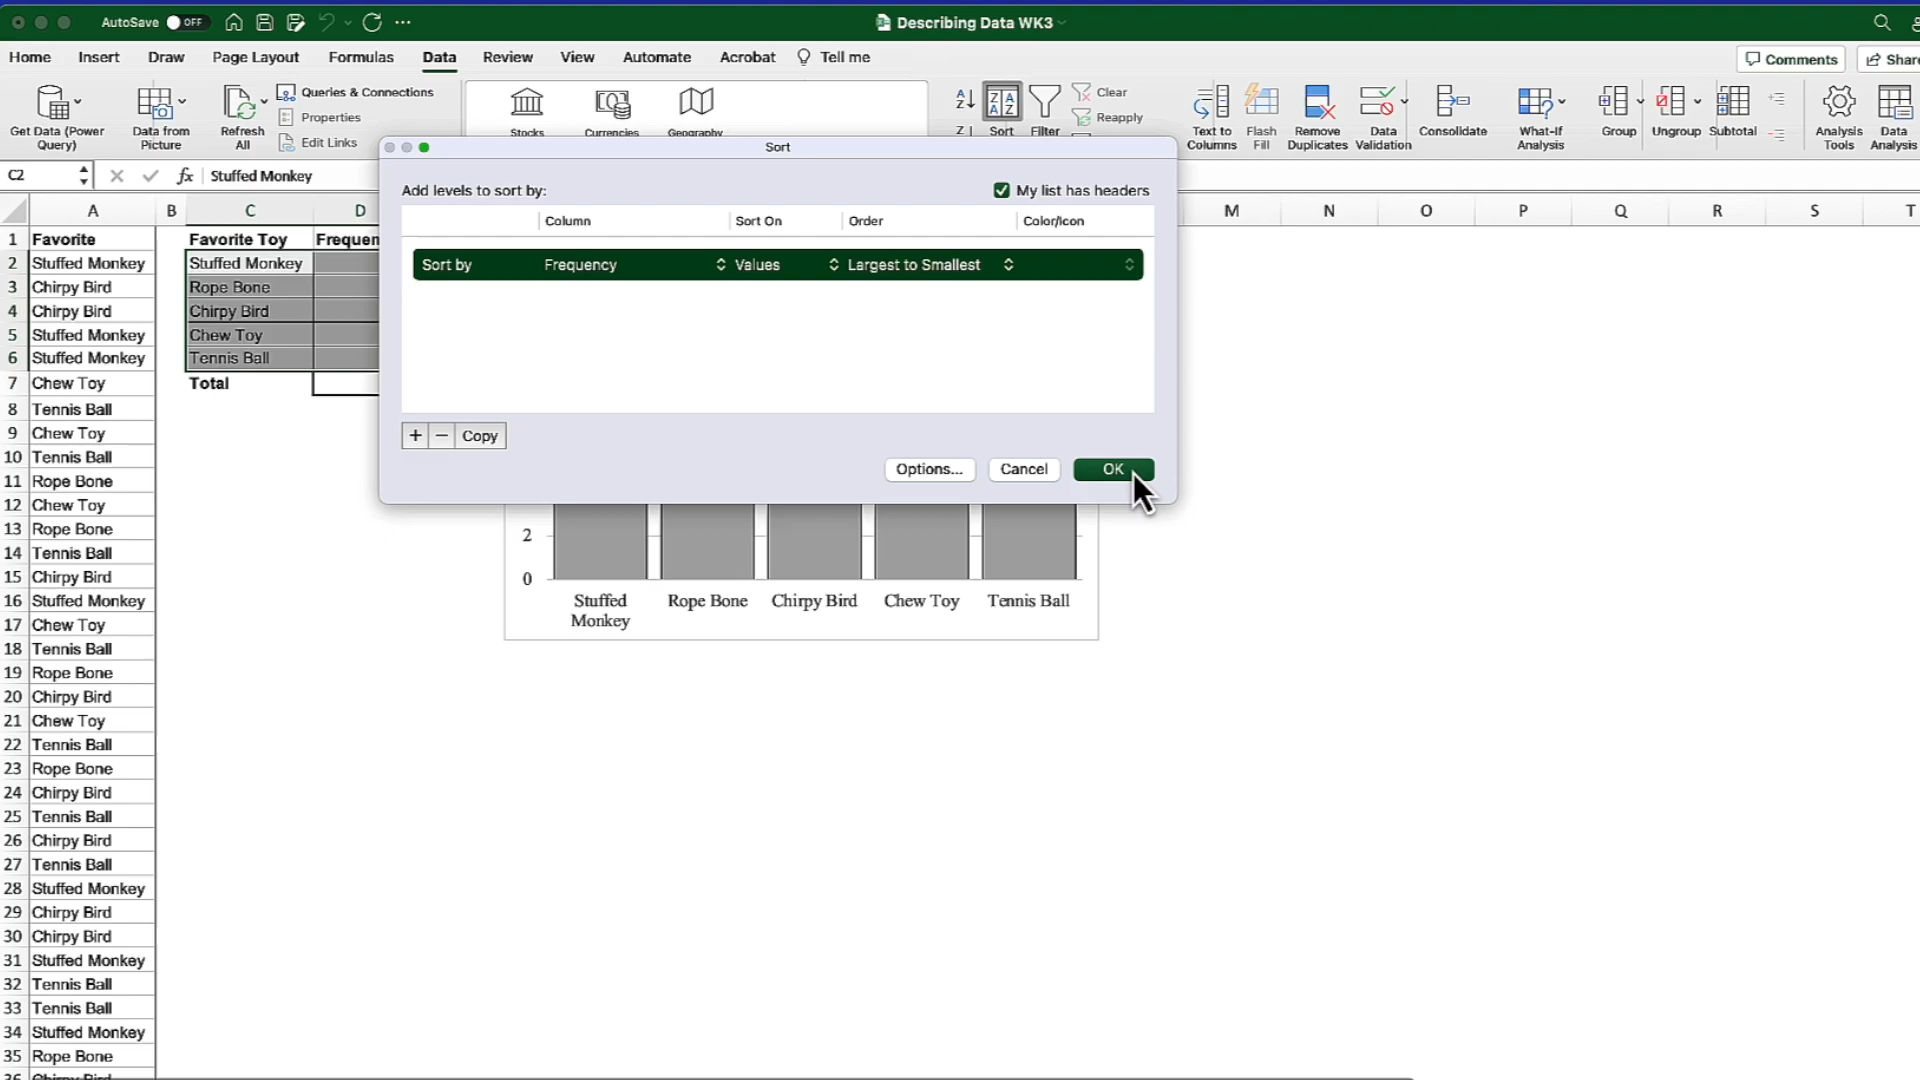 AutoSave OFF
Describing Data WK3
Home Insert Draw Page Layout Formulas Data Review View Automate Acrobat Tell me
Comments Share
Get Data (Power Query)
Data from Picture
Refresh All
Queries & Connections
Properties
Edit Links
Stocks
Currencies
Geography
Sort
Filter
Clear
Reapply
Text to Columns
Flash Fill
Remove Duplicates
Data Validation
Consolidate
What-If Analysis
Group
Ungroup
Subtotal
Analysis Tools
Data Analysis
C2 fx Stuffed Monkey
Sort
Add levels to sort by: My list has headers
Column Sort On Order Color/Icon
Sort by Frequency Values Largest to Smallest
+ − Copy
Options... Cancel OK
A B C D M N O P Q R S T
1 Favorite Favorite Toy Frequen
2 Stuffed Monkey Stuffed Monkey
3 Chirpy Bird Rope Bone
4 Chirpy Bird Chirpy Bird
5 Stuffed Monkey Chew Toy
6 Stuffed Monkey Tennis Ball
7 Chew Toy Total
8 Tennis Ball
9 Chew Toy
10 Tennis Ball
11 Rope Bone
12 Chew Toy
13 Rope Bone
14 Tennis Ball
15 Chirpy Bird
16 Stuffed Monkey
17 Chew Toy
18 Tennis Ball
19 Rope Bone
20 Chirpy Bird
21 Chew Toy
22 Tennis Ball
23 Rope Bone
24 Chirpy Bird
25 Tennis Ball
26 Chirpy Bird
27 Tennis Ball
28 Stuffed Monkey
29 Chirpy Bird
30 Chirpy Bird
31 Stuffed Monkey
32 Tennis Ball
33 Tennis Ball
34 Stuffed Monkey
35 Rope Bone
36 Chirpy Bird
2
0
Stuffed Monkey Rope Bone Chirpy Bird Chew Toy Tennis Ball